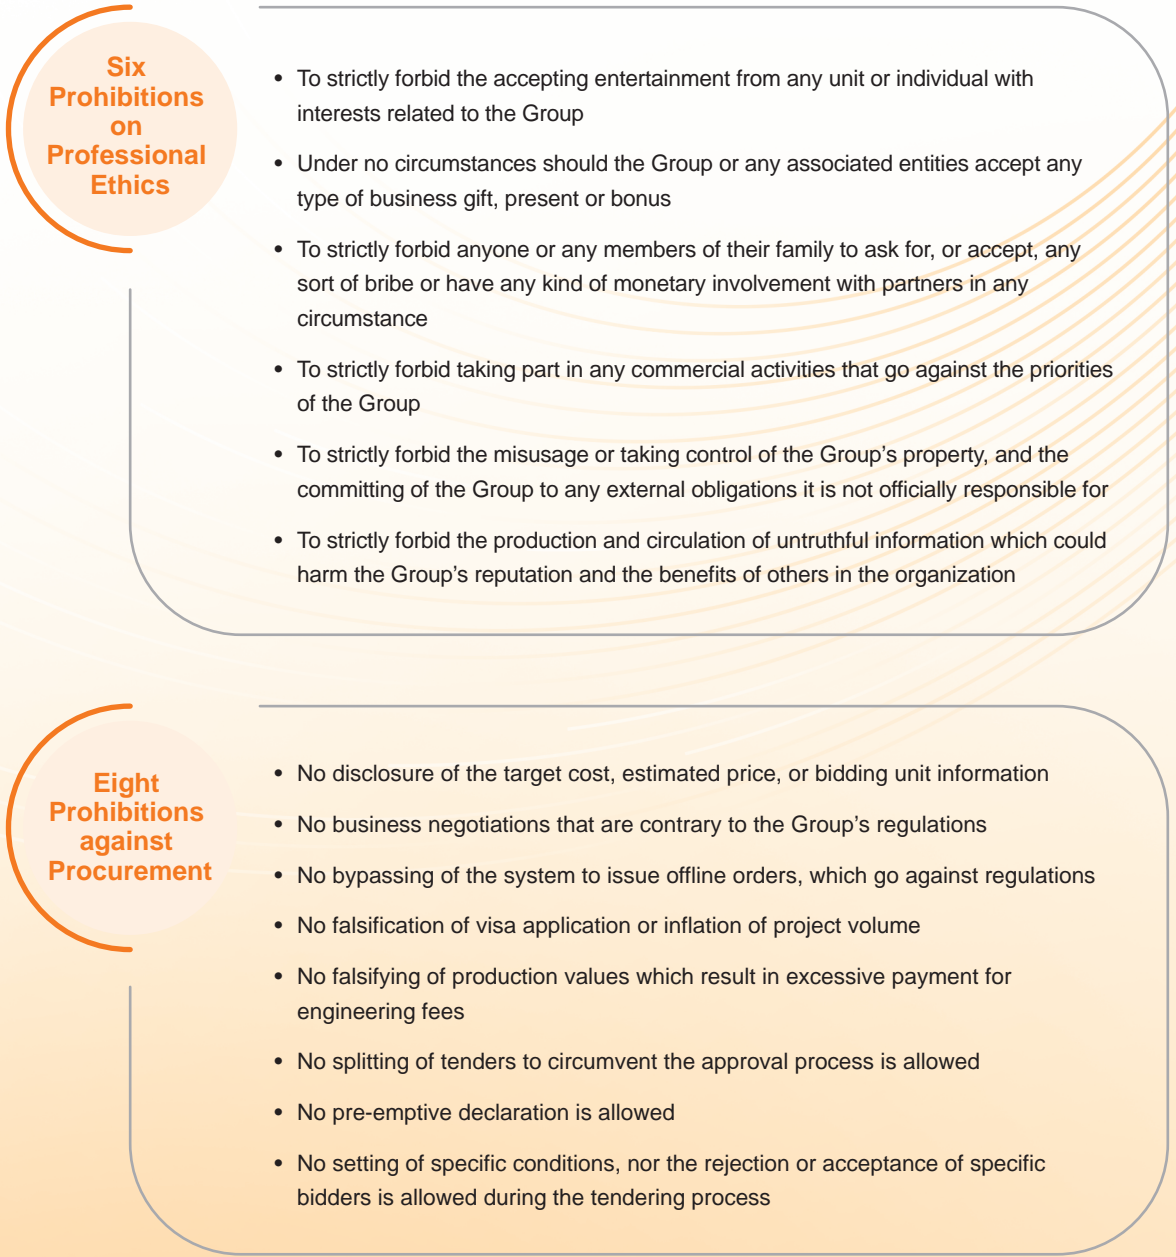 Six
Prohibitions
on
Professional
Ethics
• To strictly forbid the accepting entertainment from any unit or individual with
interests related to the Group
• Under no circumstances should the Group or any associated entities accept any
type of business gift, present or bonus
• To strictly forbid anyone or any members of their family to ask for, or accept, any
sort of bribe or have any kind of monetary involvement with partners in any
circumstance
• To strictly forbid taking part in any commercial activities that go against the priorities
of the Group
• To strictly forbid the misusage or taking control of the Group’s property, and the
committing of the Group to any external obligations it is not officially responsible for
• To strictly forbid the production and circulation of untruthful information which could
harm the Group’s reputation and the benefits of others in the organization
Eight
Prohibitions
against
Procurement
• No disclosure of the target cost, estimated price, or bidding unit information
• No business negotiations that are contrary to the Group’s regulations
• No bypassing of the system to issue offline orders, which go against regulations
• No falsification of visa application or inflation of project volume
• No falsifying of production values which result in excessive payment for
engineering fees
• No splitting of tenders to circumvent the approval process is allowed
• No pre-emptive declaration is allowed
• No setting of specific conditions, nor the rejection or acceptance of specific
bidders is allowed during the tendering process